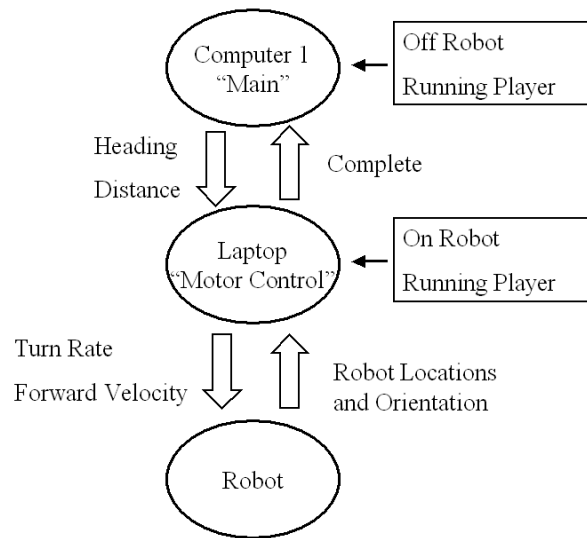 Computer 1
“Main”
Off Robot
Running Player
Heading
Distance
Complete
Laptop
“Motor Control”
On Robot
Running Player
Turn Rate
Forward Velocity
Robot Locations
and Orientation
Robot